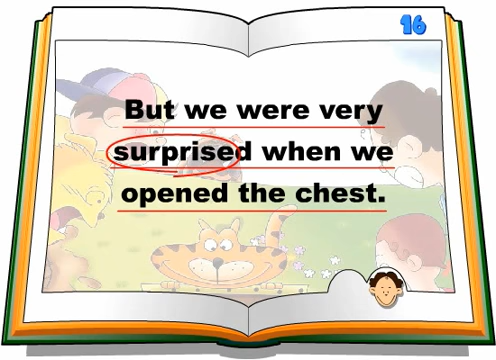 16
But we were very
surprised when we
opened the chest.